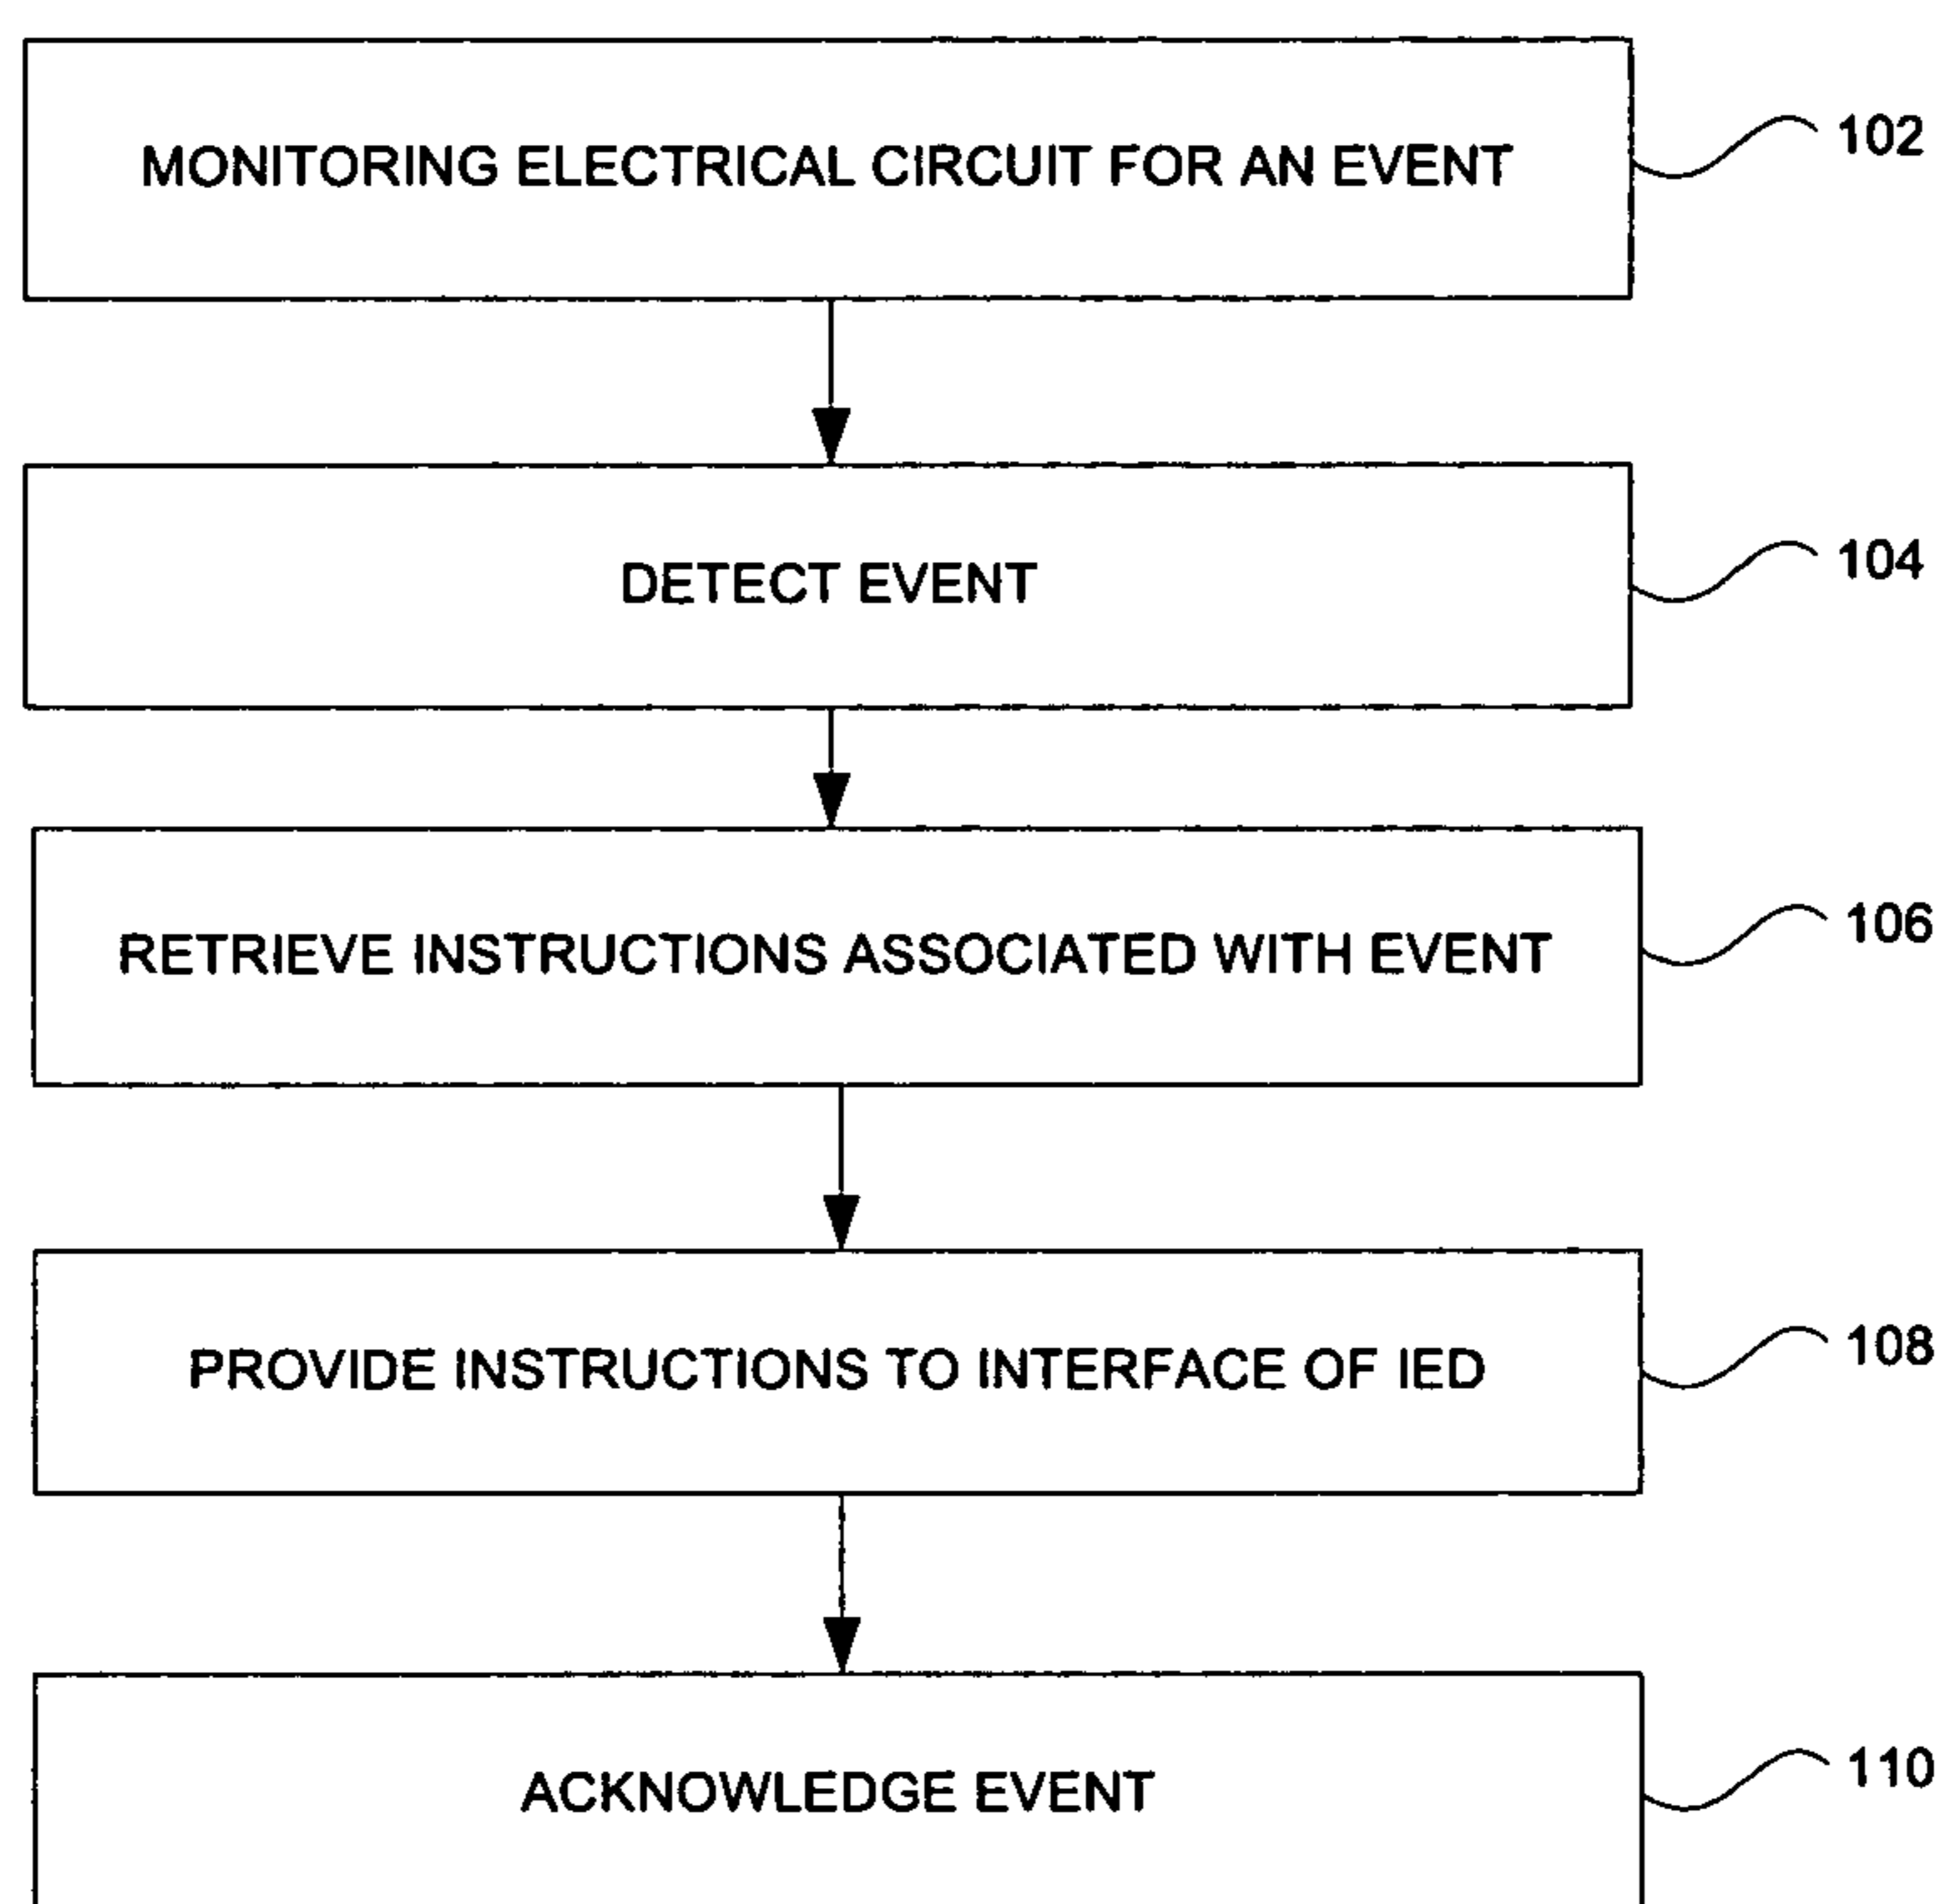 MONITORING ELECTRICAL CIRCUIT FOR AN EVENT
102
DETECT EVENT
104
RETRIEVE INSTRUCTIONS ASSOCIATED WITH EVENT
106
PROVIDE INSTRUCTIONS TO INTERFACE OF IED
108
ACKNOWLEDGE EVENT
110